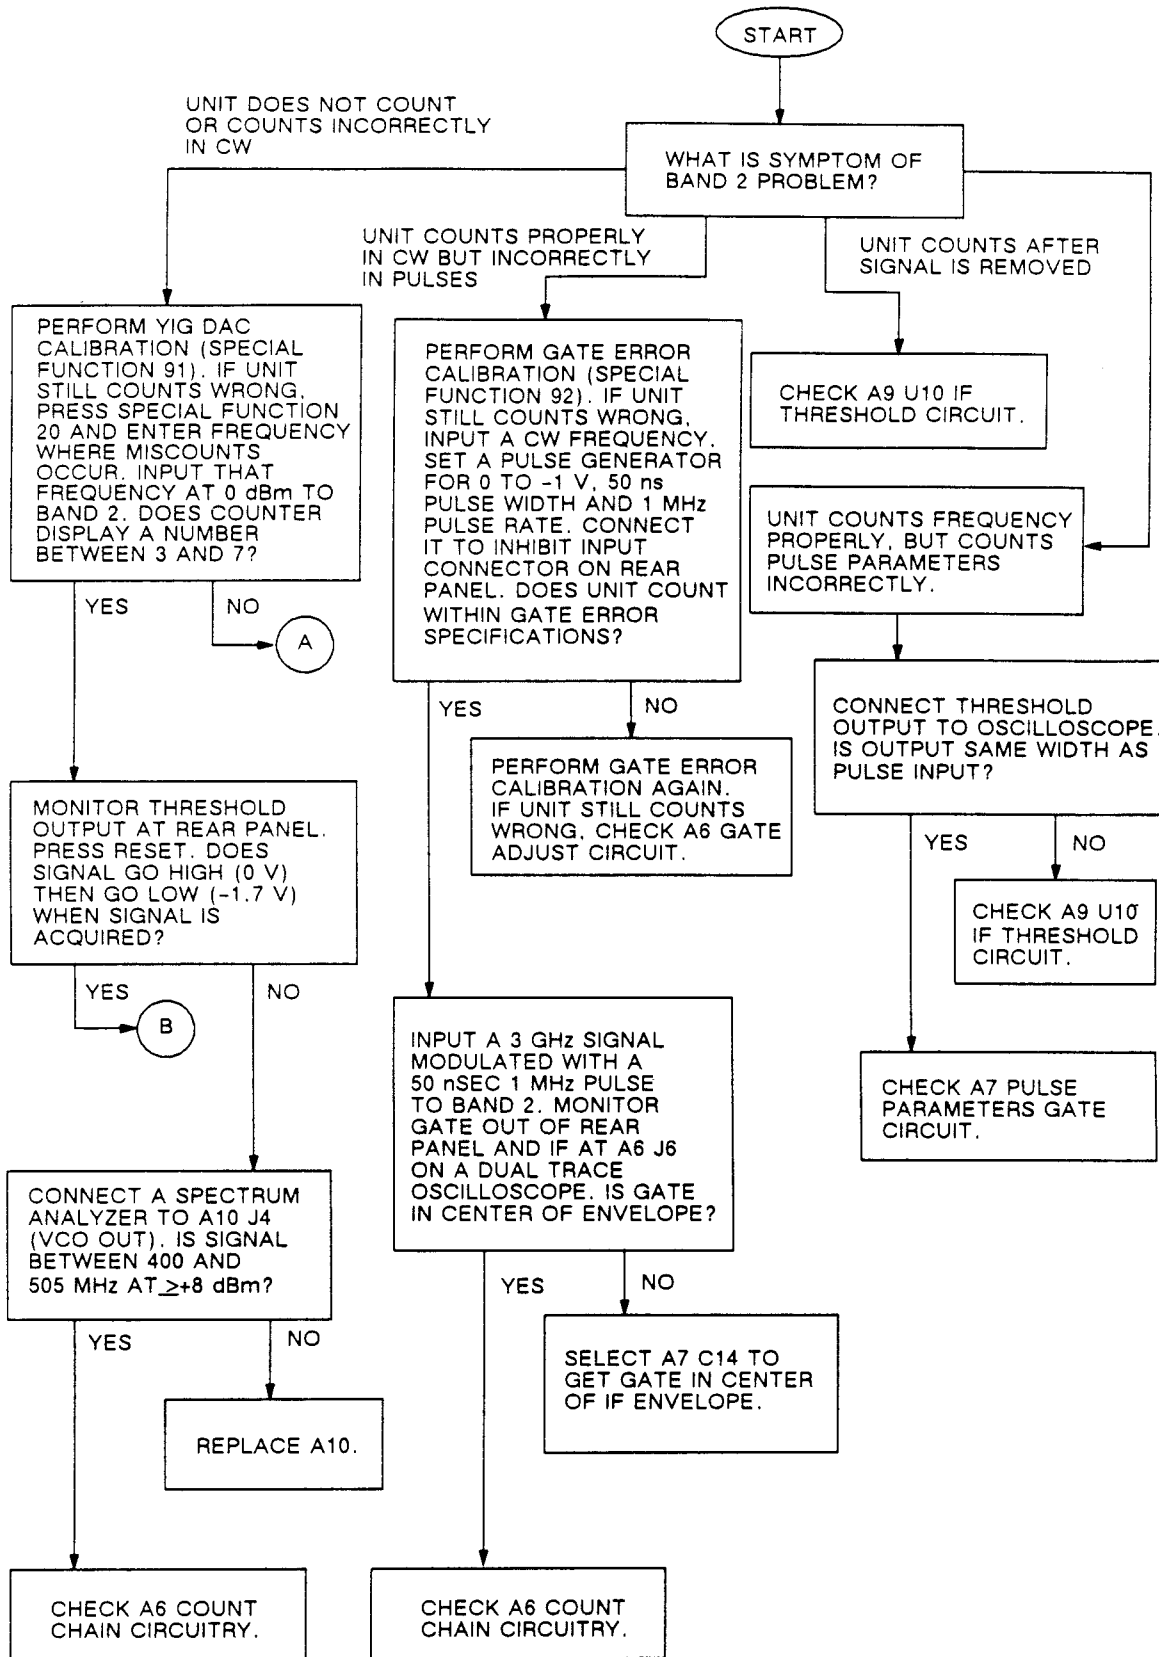 START
UNIT DOES NOT COUNT
OR COUNTS INCORRECTLY
IN CW
WHAT IS SYMPTOM OF
BAND 2 PROBLEM?
UNIT COUNTS PROPERLY
IN CW BUT INCORRECTLY
IN PULSES
UNIT COUNTS AFTER
SIGNAL IS REMOVED
PERFORM YIG DAC
CALIBRATION (SPECIAL
FUNCTION 91). IF UNIT
STILL COUNTS WRONG,
PRESS SPECIAL FUNCTION
20 AND ENTER FREQUENCY
WHERE MISCOUNTS
OCCUR. INPUT THAT
FREQUENCY AT 0 dBm TO
BAND 2. DOES COUNTER
DISPLAY A NUMBER
BETWEEN 3 AND 7?
PERFORM GATE ERROR
CALIBRATION (SPECIAL
FUNCTION 92). IF UNIT
STILL COUNTS WRONG,
INPUT A CW FREQUENCY.
SET A PULSE GENERATOR
FOR 0 TO -1 V, 50 ns
PULSE WIDTH AND 1 MHz
PULSE RATE. CONNECT
IT TO INHIBIT INPUT
CONNECTOR ON REAR
PANEL. DOES UNIT COUNT
WITHIN GATE ERROR
SPECIFICATIONS?
CHECK A9 U10 IF
THRESHOLD CIRCUIT.
UNIT COUNTS FREQUENCY
PROPERLY, BUT COUNTS
PULSE PARAMETERS
INCORRECTLY.
YES
NO
A
YES
NO
CONNECT THRESHOLD
OUTPUT TO OSCILLOSCOPE.
IS OUTPUT SAME WIDTH AS
PULSE INPUT?
PERFORM GATE ERROR
CALIBRATION AGAIN.
IF UNIT STILL COUNTS
WRONG, CHECK A6 GATE
ADJUST CIRCUIT.
MONITOR THRESHOLD
OUTPUT AT REAR PANEL.
PRESS RESET. DOES
SIGNAL GO HIGH (0 V)
THEN GO LOW (-1.7 V)
WHEN SIGNAL IS
ACQUIRED?
YES
NO
CHECK A9 U10
IF THRESHOLD
CIRCUIT.
YES
NO
B
INPUT A 3 GHz SIGNAL
MODULATED WITH A
50 nSEC 1 MHz PULSE
TO BAND 2. MONITOR
GATE OUT OF REAR
PANEL AND IF AT A6 J6
ON A DUAL TRACE
OSCILLOSCOPE. IS GATE
IN CENTER OF ENVELOPE?
CHECK A7 PULSE
PARAMETERS GATE
CIRCUIT.
CONNECT A SPECTRUM
ANALYZER TO A10 J4
(VCO OUT). IS SIGNAL
BETWEEN 400 AND
505 MHz AT ≥+8 dBm?
YES
NO
YES
NO
SELECT A7 C14 TO
GET GATE IN CENTER
OF IF ENVELOPE.
REPLACE A10.
CHECK A6 COUNT
CHAIN CIRCUITRY.
CHECK A6 COUNT
CHAIN CIRCUITRY.